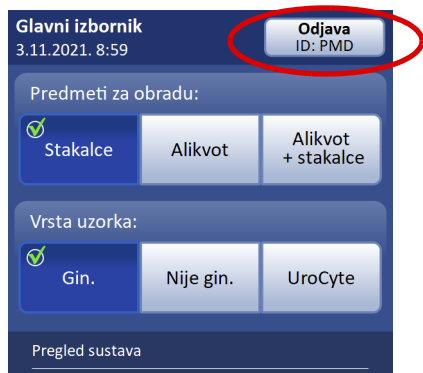 Glavni izbornik
3.11.2021. 8:59
Odjava
ID: PMD
Predmeti za obradu:
Stakalce
Alikvot
Alikvot
+ stakalce
Vrsta uzorka:
Gin.
Nije gin.
UroCyte
Pregled sustava